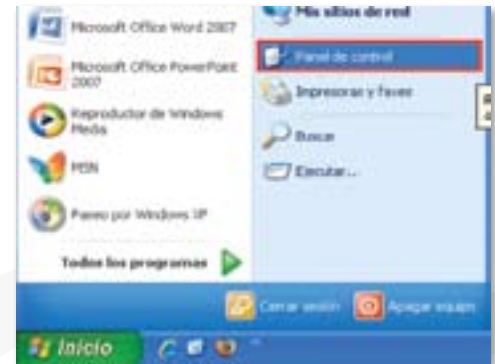 Microsoft Office Word 2007
Microsoft Office PowerPoint
2007
Reproductor de Windows
Media
MSN
Paseo por Windows XP
Todos los programas
Mis sitios de red
Panel de control
Impresoras y faxes
Buscar
Ejecutar...
Cerrar sesión
Apagar equipo
Inicio